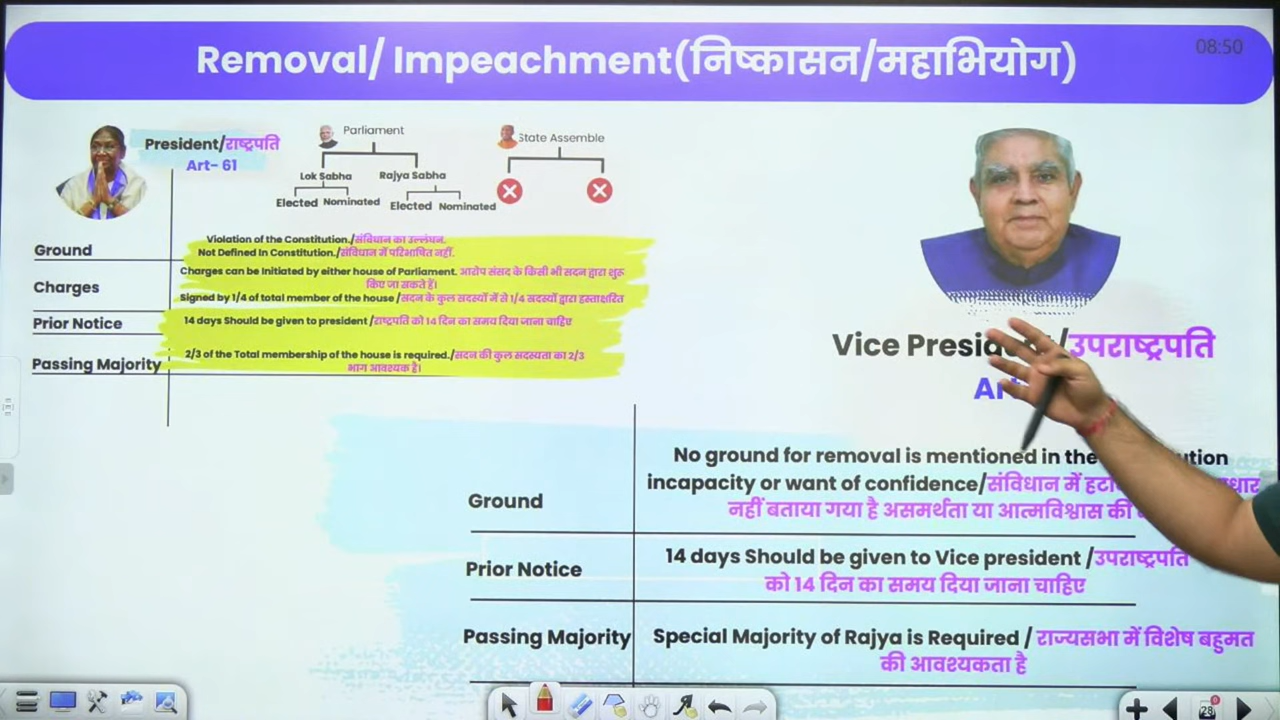 Removal/ Impeachment(निष्कासन/महाभियोग)
08:50
President/राष्ट्रपति
Art- 61
Parliament
Lok Sabha
Rajya Sabha
Elected Nominated
Elected Nominated
State Assemble
Ground
Violation of the Constitution./संविधान का उल्लंघन.
Not Defined In Constitution./संविधान में परिभाषित नहीं.
Charges
Charges can be Initiated by either house of Parliament. आरोप संसद के किसी भी सदन द्वारा शुरू
किए जा सकते हैं।
Signed by 1/4 of total member of the house /सदन के कुल सदस्यों में से 1/4 सदस्यों द्वारा हस्ताक्षरित
Prior Notice
14 days Should be given to president /राष्ट्रपति को 14 दिन का समय दिया जाना चाहिए
Passing Majority
2/3 of the Total membership of the house is required./सदन की कुल सदस्यता का 2/3
भाग आवश्यक है।
Vice /उपराष्ट्रपति
No ground for removal is mentioned in the
incapacity or want of confidence/संविधान में
Ground
नहीं बताया गया है असमर्थता या आत्मविश्वास की
14 days Should be given to Vice president /उपराष्ट्रपति
Prior Notice
को 14 दिन का समय दिया जाना चाहिए
Passing Majority
Special Majority of Rajya is Required / राज्यसभा में विशेष बहुमत
की आवश्यकता है
28